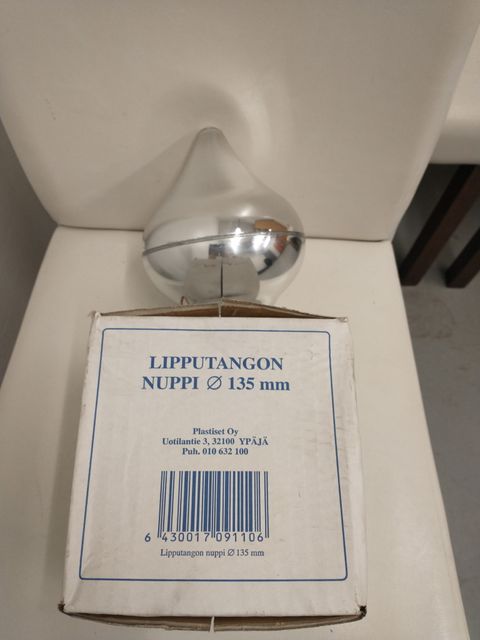 LIPPUTANGON
NUPPI ∅ 135 mm
Plastiset Oy
Uotilantie 3, 32100 YPÄJÄ
Puh. 010 632 100
6 430017 091106
Lipputangon nuppi ∅ 135 mm